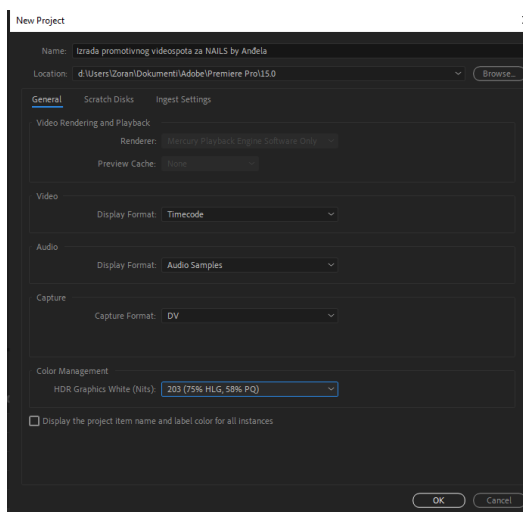 New Project
Name: Izrada promotivnog videospota za NAILS by Anđela
Location: d:\Users\Zoran\Dokumenti\Adobe\Premiere Pro\15.0 Browse...
General Scratch Disks Ingest Settings
Video Rendering and Playback
Renderer: Mercury Playback Engine Software Only
Preview Cache: None
Video
Display Format: Timecode
Audio
Display Format: Audio Samples
Capture
Capture Format: DV
Color Management
HDR Graphics White (Nits): 203 (75% HLG, 58% PQ)
Display the project item name and label color for all instances
OK Cancel